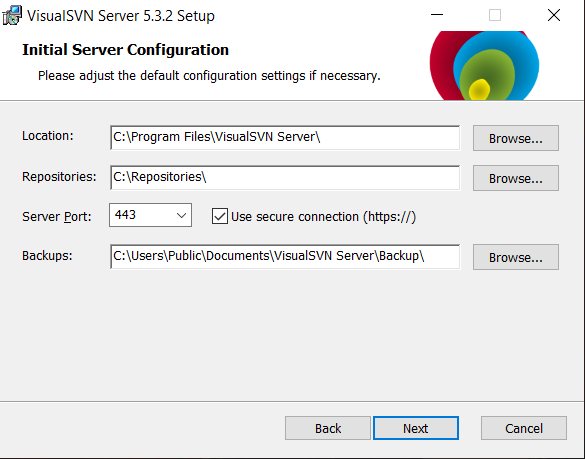 VisualSVN Server 5.3.2 Setup
Initial Server Configuration
Please adjust the default configuration settings if necessary.
Location: C:\Program Files\VisualSVN Server\ Browse...
Repositories: C:\Repositories\ Browse...
Server Port: 443 Use secure connection (https://)
Backups: C:\Users\Public\Documents\VisualSVN Server\Backup\ Browse...
Back Next Cancel